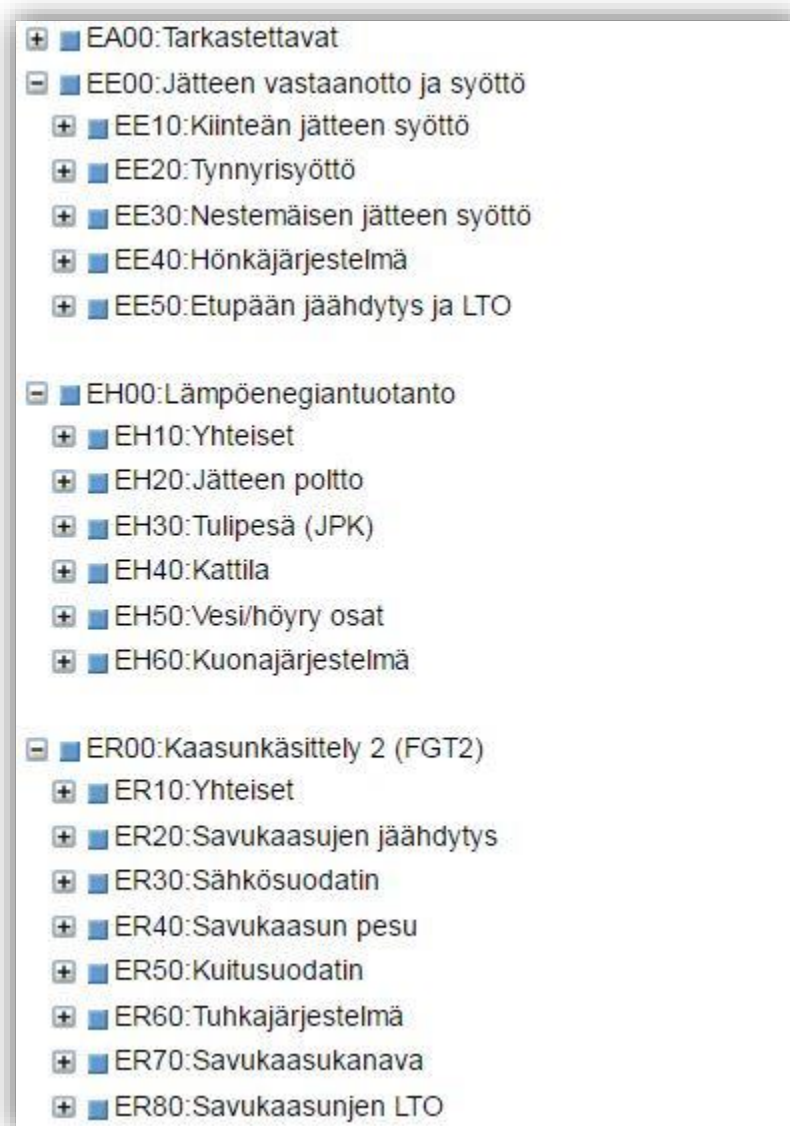 EA00:Tarkastettavat
EE00:Jätteen vastaanotto ja syöttö
EE10:Kiinteän jätteen syöttö
EE20:Tynnyrisyöttö
EE30:Nestemäisen jätteen syöttö
EE40:Hönkäjärjestelmä
EE50:Etupään jäähdytys ja LTO
EH00:Lämpöenegiantuotanto
EH10:Yhteiset
EH20:Jätteen poltto
EH30:Tulipesä (JPK)
EH40:Kattila
EH50:Vesi/höyry osat
EH60:Kuonajärjestelmä
ER00:Kaasunkäsittely 2 (FGT2)
ER10:Yhteiset
ER20:Savukaasujen jäähdytys
ER30:Sähkösuodatin
ER40:Savukaasun pesu
ER50:Kuitusuodatin
ER60:Tuhkajärjestelmä
ER70:Savukaasukanava
ER80:Savukaasunjen LTO